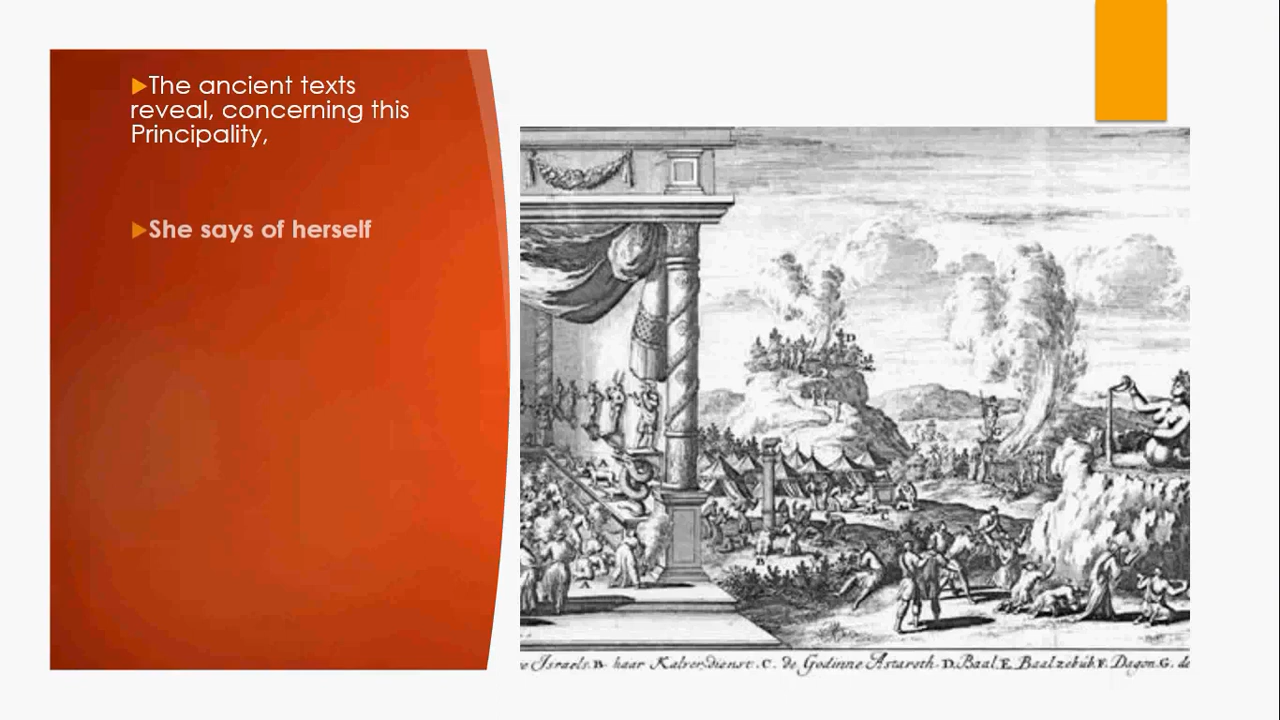 The ancient texts
reveal, concerning this
Principality,
She says of herself
e Israels. B. haar Kalverdienst. C. de Godinne Astaroth. D. Baal. E. Baalzebub. F. Dagon. G. de